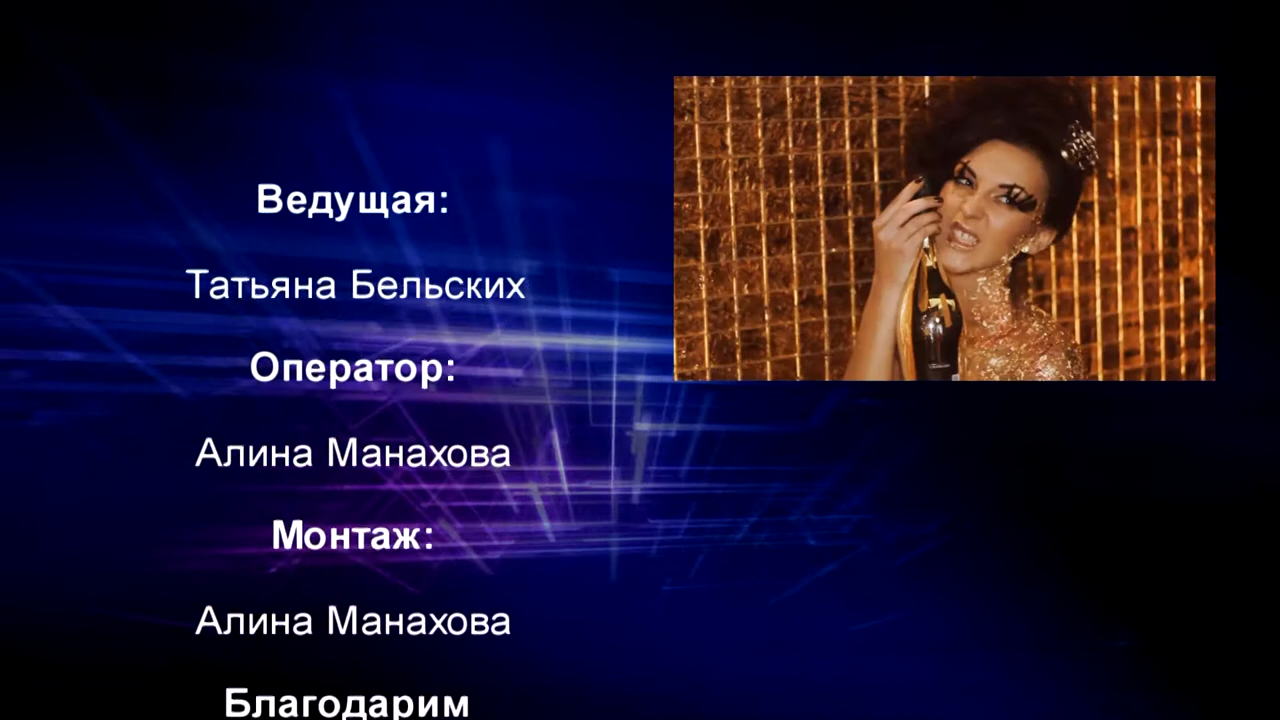 Ведущая:
Татьяна Бельских
Оператор:
Алина Манахова
Монтаж:
Алина Манахова
Благодарим